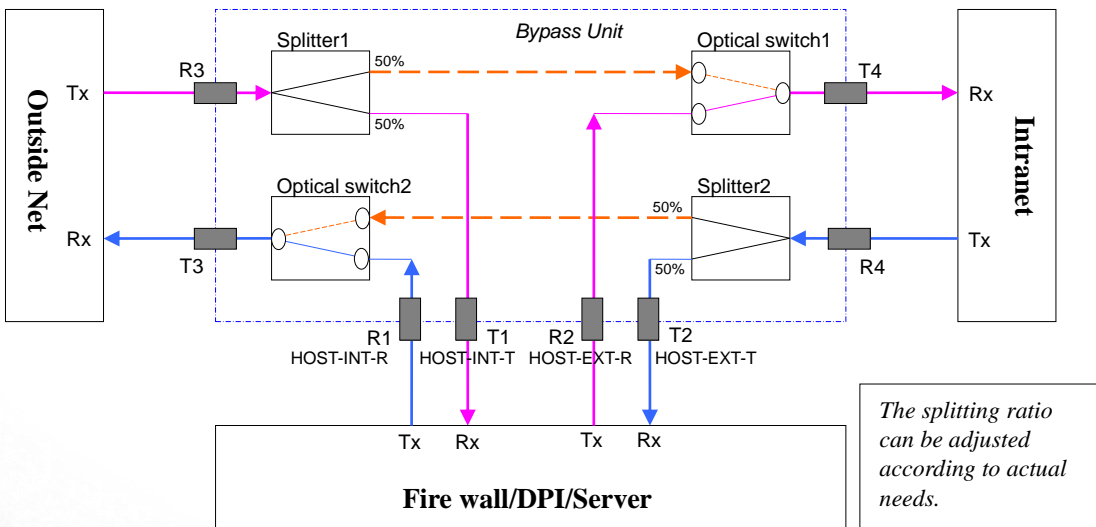 Bypass Unit
Splitter1
Optical switch1
50%
50%
R3
T4
Tx
Rx
Outside Net
Intranet
Optical switch2
Splitter2
50%
50%
Rx
Tx
T3
R4
R1
T1
R2
T2
HOST-INT-R
HOST-INT-T
HOST-EXT-R
HOST-EXT-T
Tx
Rx
Tx
Rx
Fire wall/DPI/Server
The splitting ratio
can be adjusted
according to actual
needs.